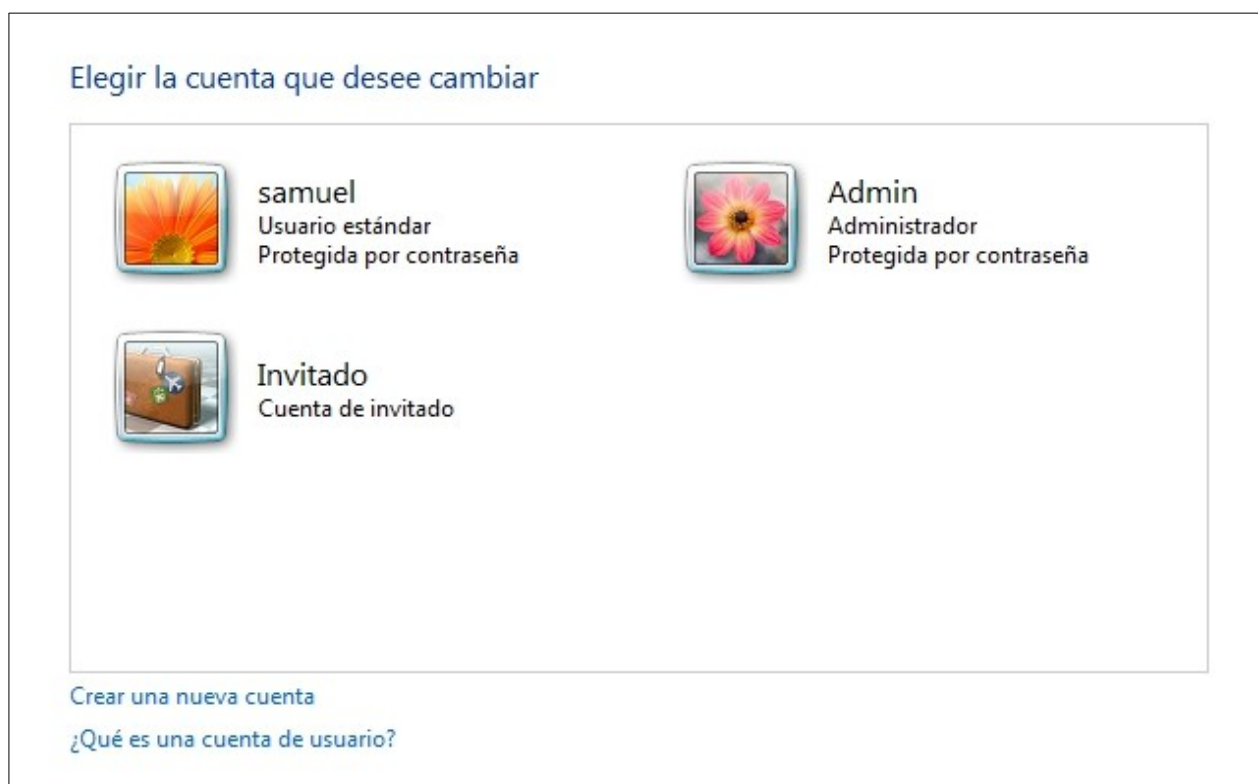 Elegir la cuenta que desee cambiar
samuel
Usuario estándar
Protegida por contraseña
Admin
Administrador
Protegida por contraseña
Invitado
Cuenta de invitado
Crear una nueva cuenta
¿Qué es una cuenta de usuario?